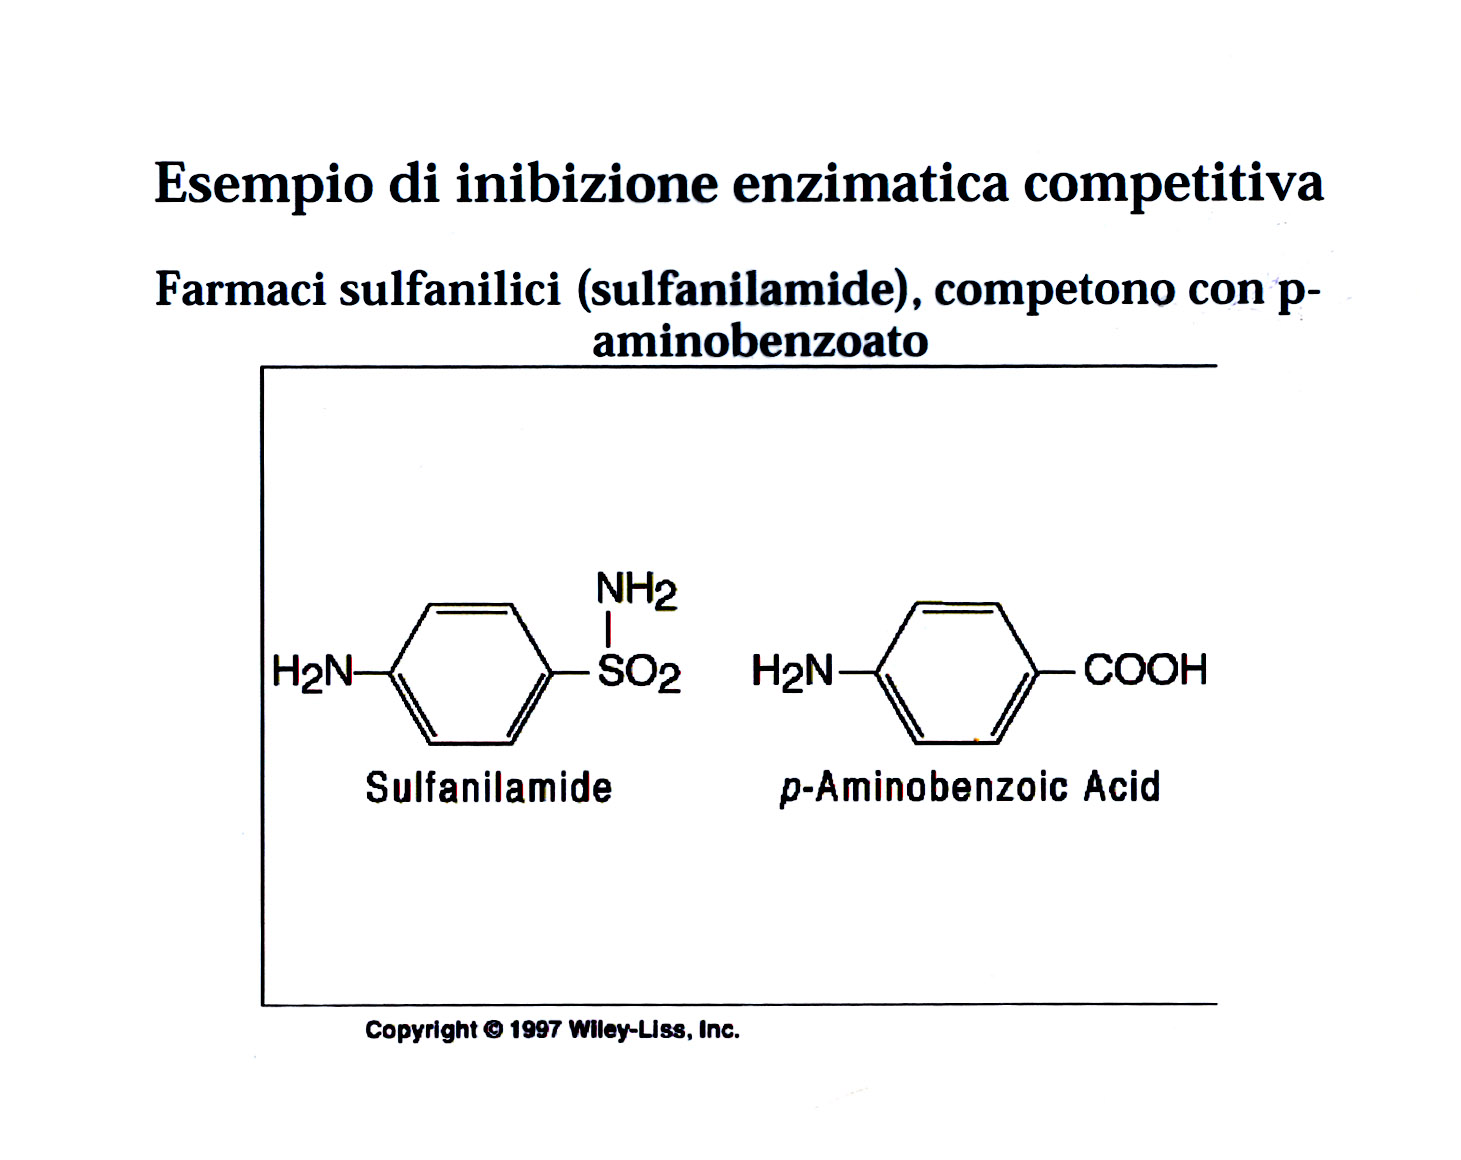 Esempio di inibizione enzimatica competitiva
Farmaci sulfanilici (sulfanilamide), competono con p-
aminobenzoato
NH2
H2N
SO2
H2N
COOH
Sulfanilamide
p-Aminobenzoic Acid
Copyright © 1997 Wiley-Liss, Inc.